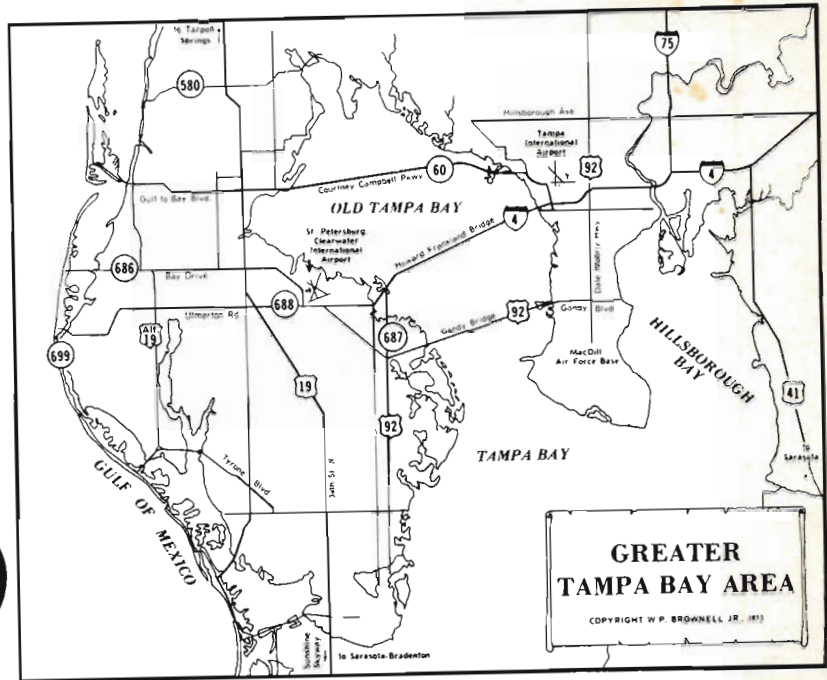 to Tarpon
Springs
580
75
Hillsborough Ave
Tampa
International
Airport
92
60
4
Courtney Campbell Pkwy
Gulf to Bay Blvd.
OLD TAMPA BAY
4
St. Petersburg
Clearwater
International
Airport
Howard Frankland Bridge
686
Bay Drive
688
Ulmerton Rd
Alt
19
699
687
Gandy Bridge
92
Gandy Blvd
MacDill
Air Force Base
HILLSBOROUGH
BAY
19
41
92
to
Sarasota
TAMPA BAY
Tyrone Blvd
34th St. N
GULF OF MEXICO
GREATER
TAMPA BAY AREA
COPYRIGHT W P. BROWNELL JR.
Sunshine
Skyway
to Sarasota-Bradenton